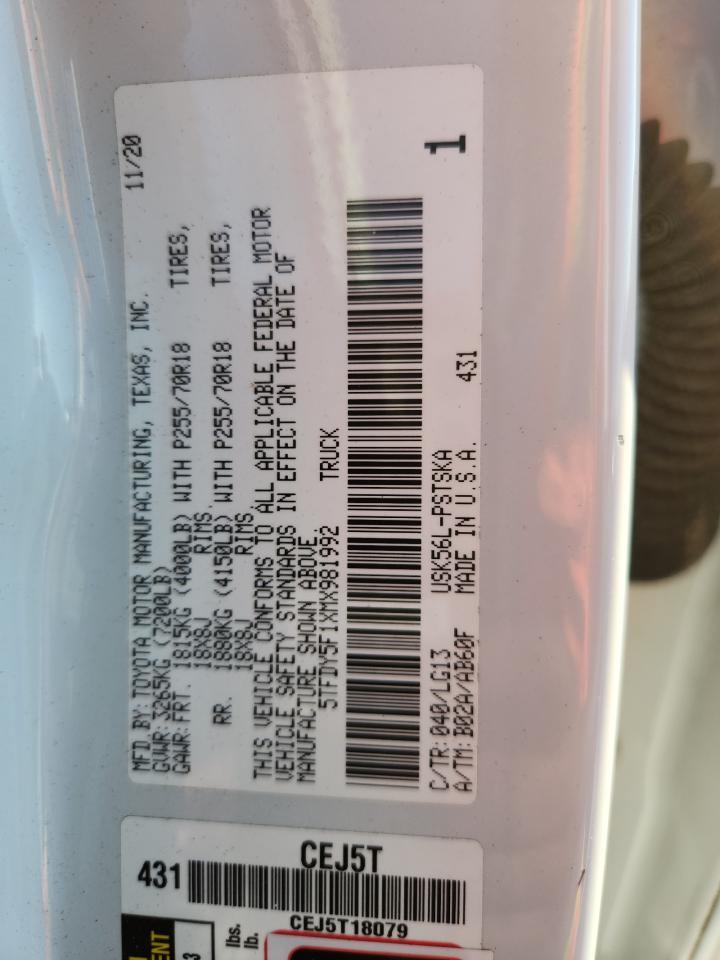 MFD BY: TOYOTA MOTOR MANUFACTURING, TEXAS, INC. 11/20
GVWR: 3265KG (7200LB)
GAWR: FRT. 1815KG (4000LB) WITH P255/70R18 TIRES,
18X8J RIMS,
RR. 1880KG (4150LB) WITH P255/70R18 TIRES,
18X8J RIMS.
THIS VEHICLE CONFORMS TO ALL APPLICABLE FEDERAL MOTOR
VEHICLE SAFETY STANDARDS IN EFFECT ON THE DATE OF
MANUFACTURE SHOWN ABOVE.
5TFDY5F1XMX981992 TRUCK
C/TR: 040/LG13 USK56L-PSTSKA 431
A/TM: B02A/AB60F MADE IN U.S.A.
1
CEJ5T
431
CEJ5T18079
lbs.
lb.
3